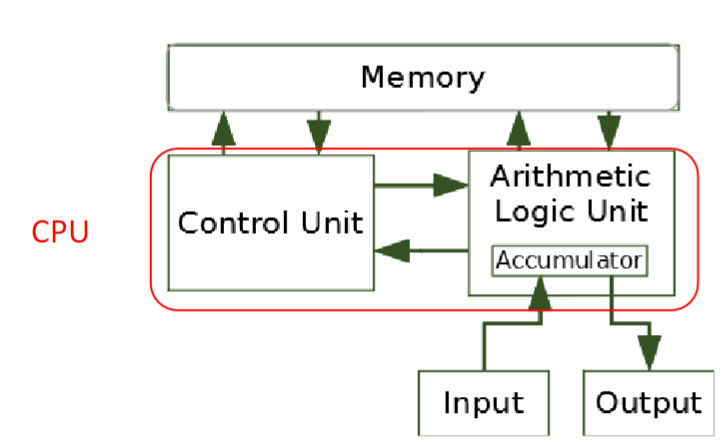 Memory
CPU
Control Unit
Arithmetic
Logic Unit
Accumulator
Input
Output